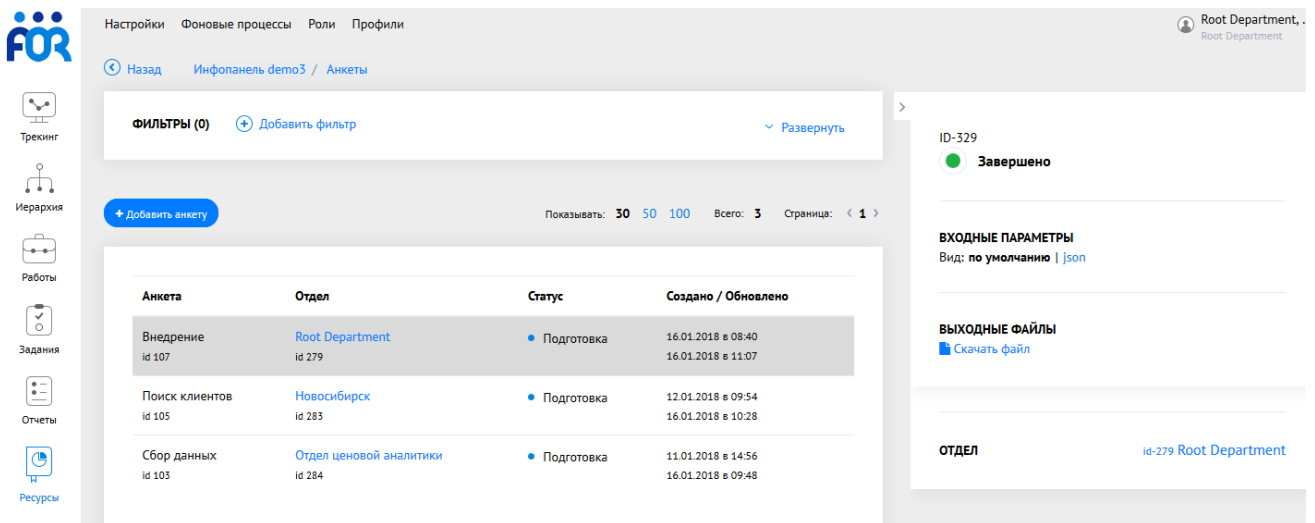 FOR
Настройки Фоновые процессы Роли Профили
Root Department, .
Root Department
Назад Инфопанель demo3 / Анкеты
Трекинг
Иерархия
Работы
Задания
Отчеты
Ресурсы
ФИЛЬТРЫ (0) + Добавить фильтр Развернуть
+ Добавить анкету Показывать: 30 50 100 Всего: 3 Страница: < 1 >
Анкета Отдел Статус Создано / Обновлено
Внедрение Root Department • Подготовка 16.01.2018 в 08:40
id 107 id 279 16.01.2018 в 11:07
Поиск клиентов Новосибирск • Подготовка 12.01.2018 в 09:54
id 105 id 283 16.01.2018 в 10:28
Сбор данных Отдел ценовой аналитики • Подготовка 11.01.2018 в 14:56
id 103 id 284 16.01.2018 в 09:48
ID-329
Завершено
ВХОДНЫЕ ПАРАМЕТРЫ
Вид: по умолчанию | json
ВЫХОДНЫЕ ФАЙЛЫ
Скачать файл
ОТДЕЛ id-279 Root Department